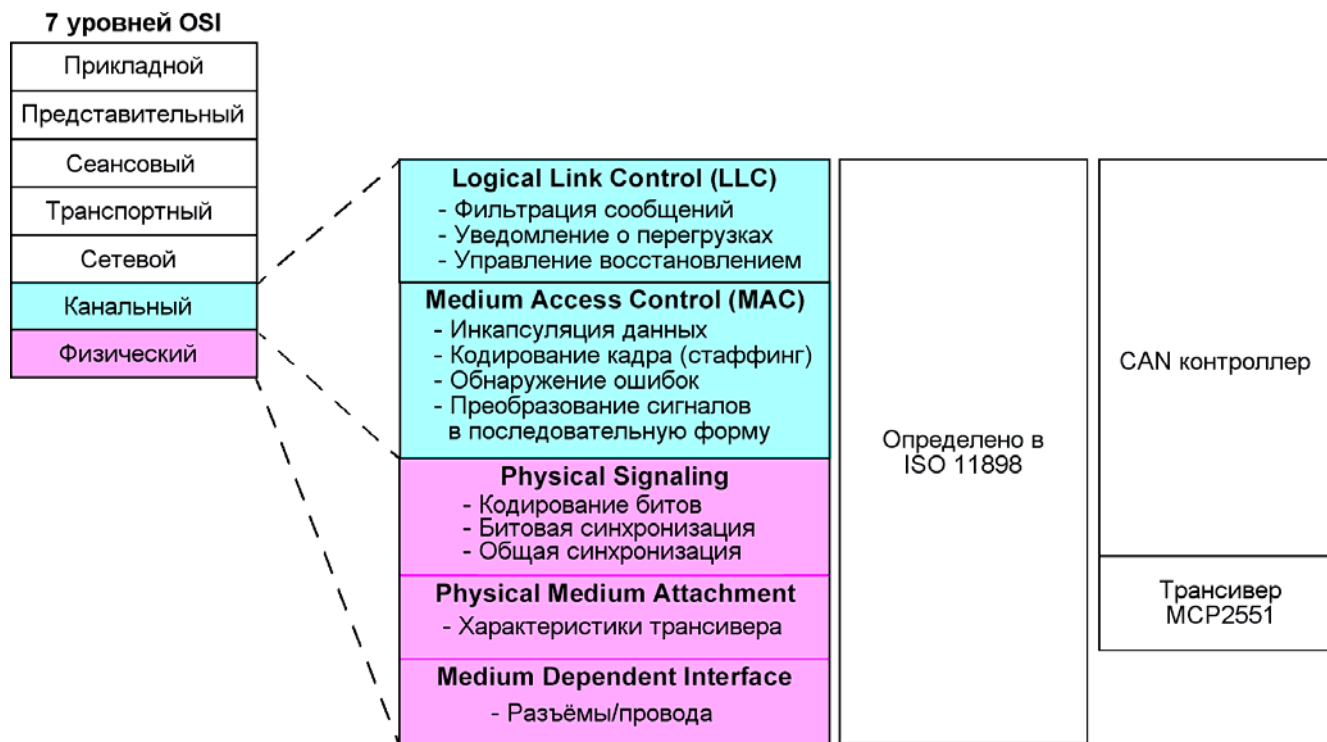 7 уровней OSI
Прикладной
Представительный
Сеансовый
Транспортный
Сетевой
Канальный
Физический
Logical Link Control (LLC)
- Фильтрация сообщений
- Уведомление о перегрузках
- Управление восстановлением
Medium Access Control (MAC)
- Инкапсуляция данных
- Кодирование кадра (стаффинг)
- Обнаружение ошибок
- Преобразование сигналов
в последовательную форму
Physical Signaling
- Кодирование битов
- Битовая синхронизация
- Общая синхронизация
Physical Medium Attachment
- Характеристики трансивера
Medium Dependent Interface
- Разъёмы/провода
Определено в
ISO 11898
CAN контроллер
Трансивер
MCP2551